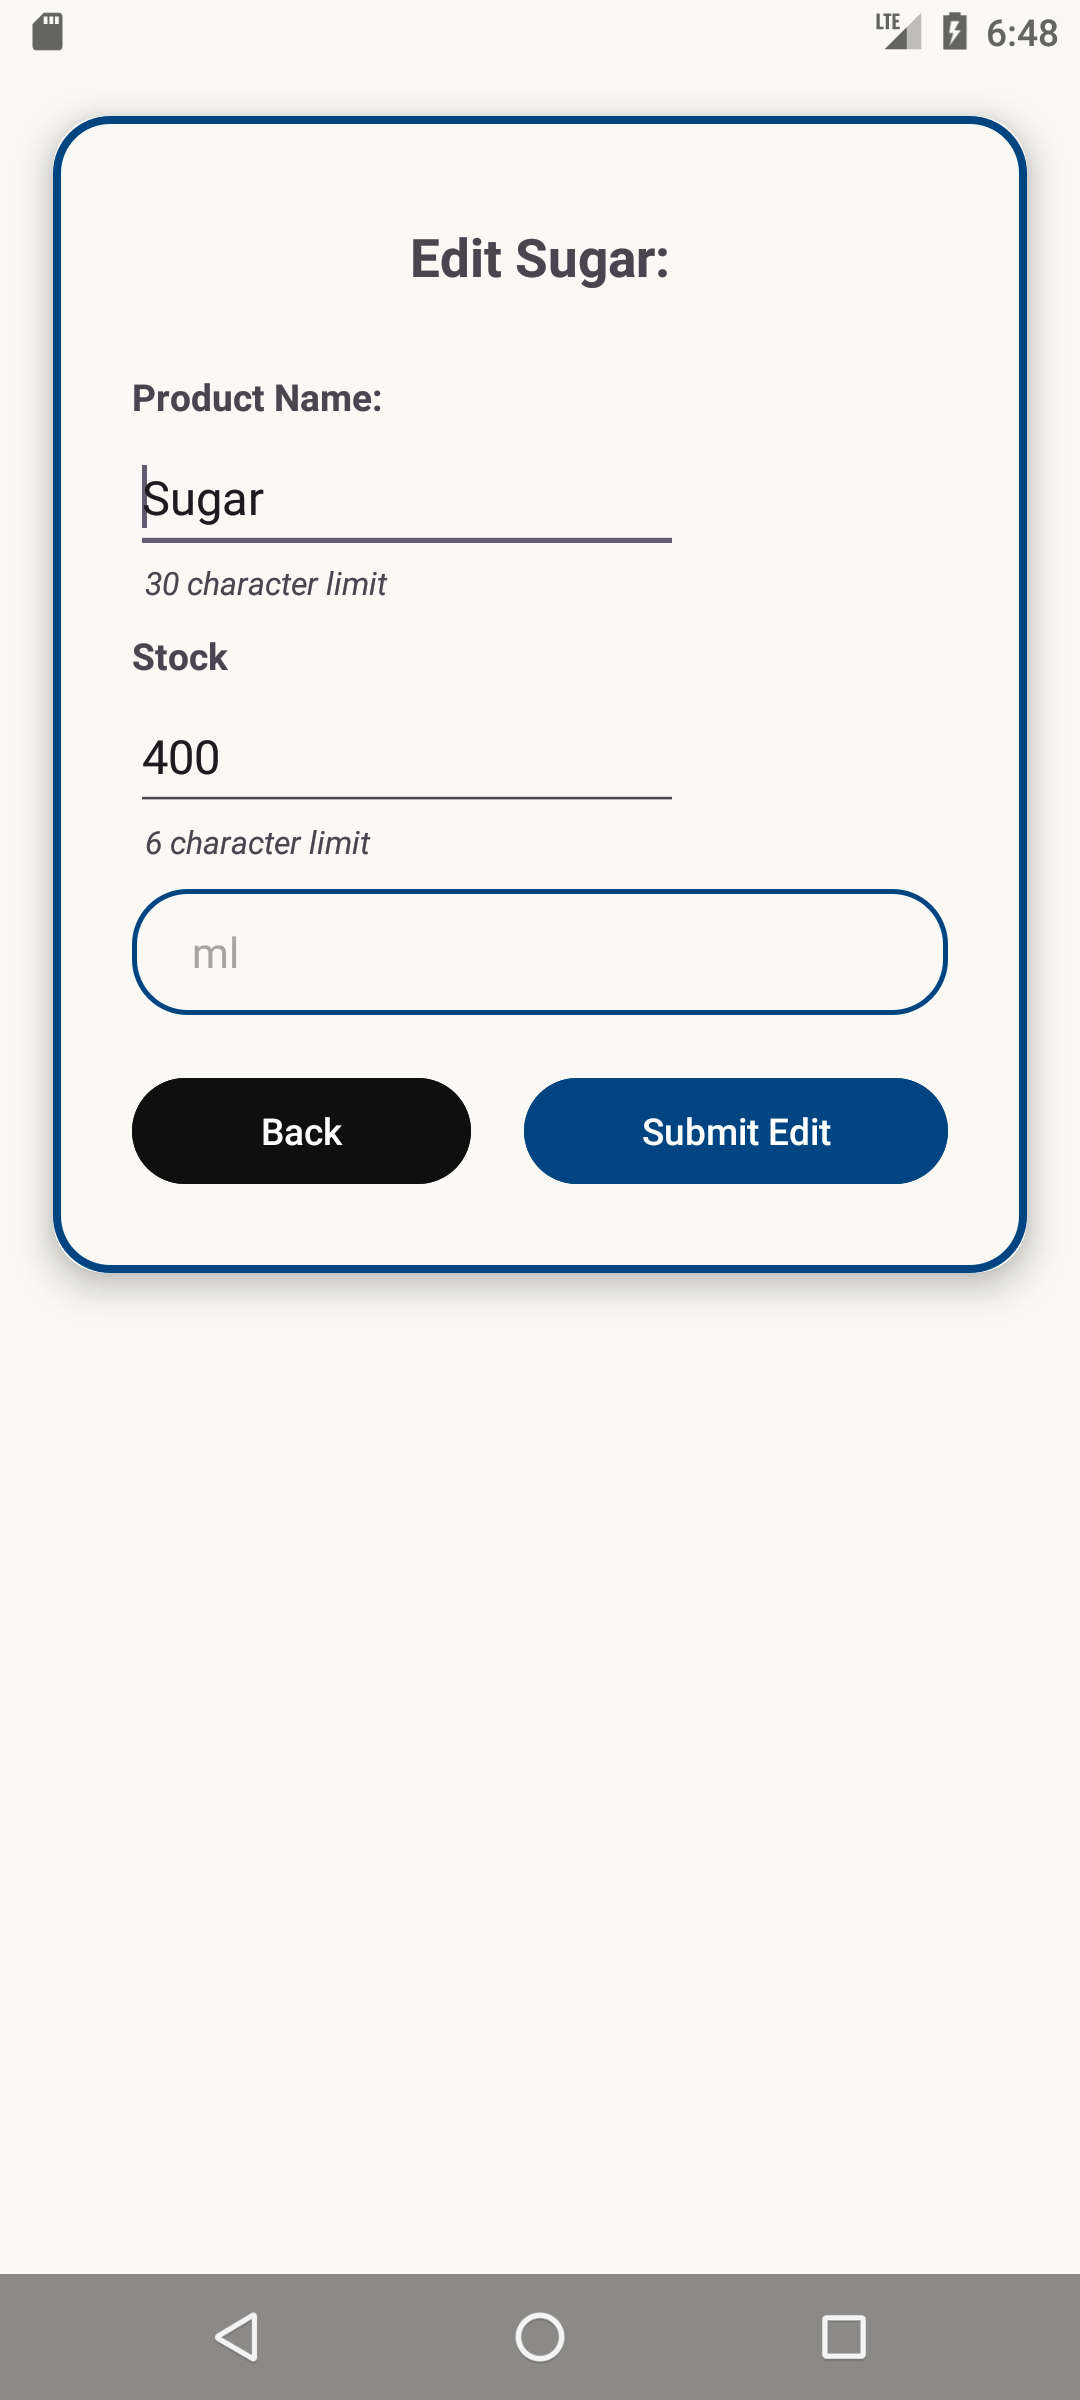 LTE 6:48
Edit Sugar:
Product Name:
Sugar
30 character limit
Stock
400
6 character limit
ml
Back Submit Edit